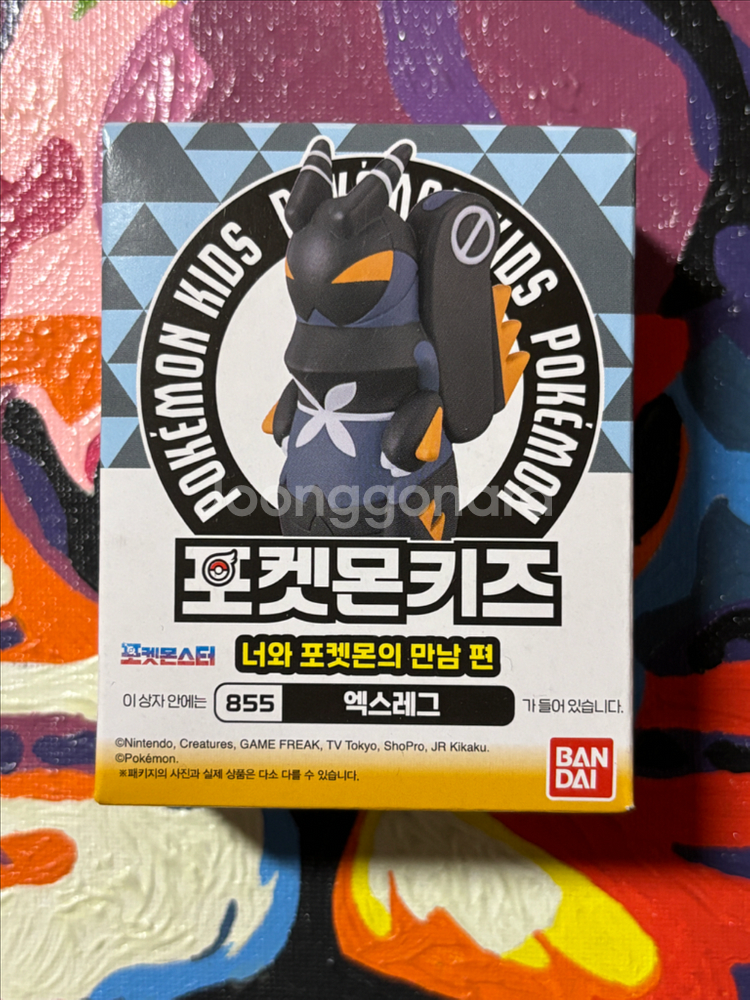 POKÉMON KIDS POKÉMON KIDS POKÉMON
포켓몬키즈
포켓몬스터
너와 포켓몬의 만남 편
이 상자 안에는 855 엑스레그 가 들어 있습니다.
©Nintendo, Creatures, GAME FREAK, TV Tokyo, ShoPro, JR Kikaku.
©Pokémon.
※패키지의 사진과 실제 상품은 다소 다를 수 있습니다.
BAN
DAI
joonggonara